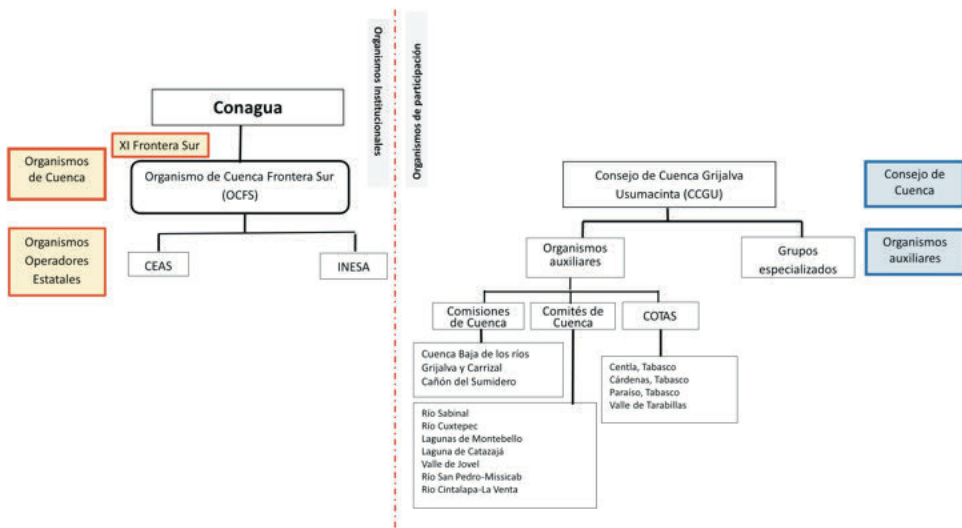 Organismos Institucionales
Organismos de participación
Conagua
XI Frontera Sur
Organismos
de Cuenca
Organismo de Cuenca Frontera Sur
(OCFS)
Organismos
Operadores
Estatales
CEAS
INESA
Consejo de Cuenca Grijalva
Usumacinta (CCGU)
Consejo de
Cuenca
Organismos
auxiliares
Grupos
especializados
Organismos
auxiliares
Comisiones
de Cuenca
Comités de
Cuenca
COTAS
Cuenca Baja de los ríos
Grijalva y Carrizal
Cañón del Sumidero
Centla, Tabasco
Cárdenas, Tabasco
Paraíso, Tabasco
Valle de Tarabillas
Río Sabinal
Río Cuxtepec
Lagunas de Montebello
Laguna de Catazajá
Valle de Jovel
Río San Pedro-Missicab
Río Cintalapa-La Venta